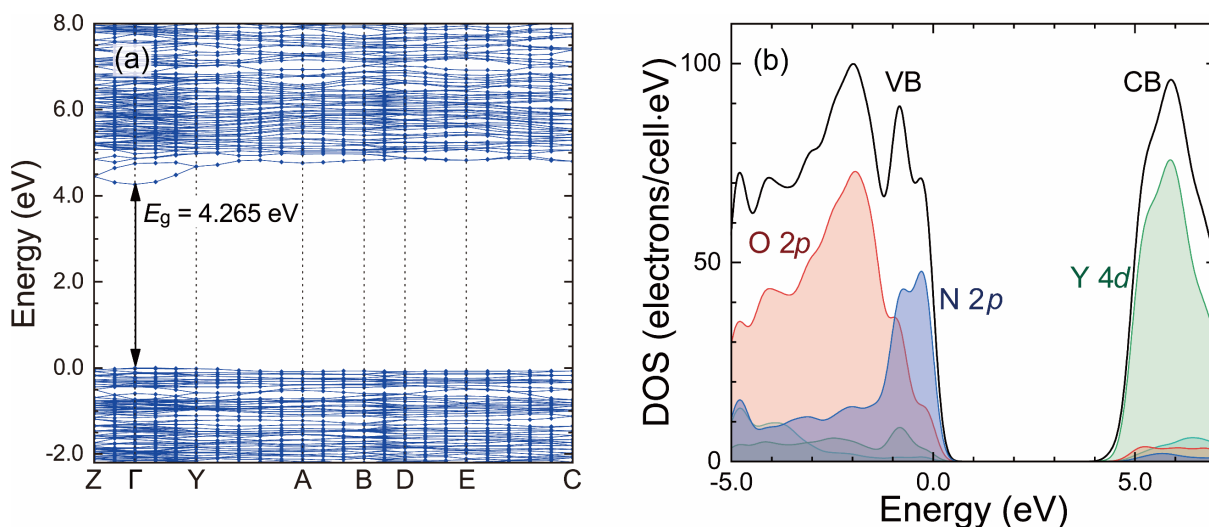 (a)
Energy (eV)
8.0
6.0
4.0
2.0
0.0
-2.0
Eg = 4.265 eV
Z Γ Y A B D E C
(b)
DOS (electrons/cell·eV)
100
50
0
VB
CB
O 2p
N 2p
Y 4d
-5.0 0.0 5.0
Energy (eV)